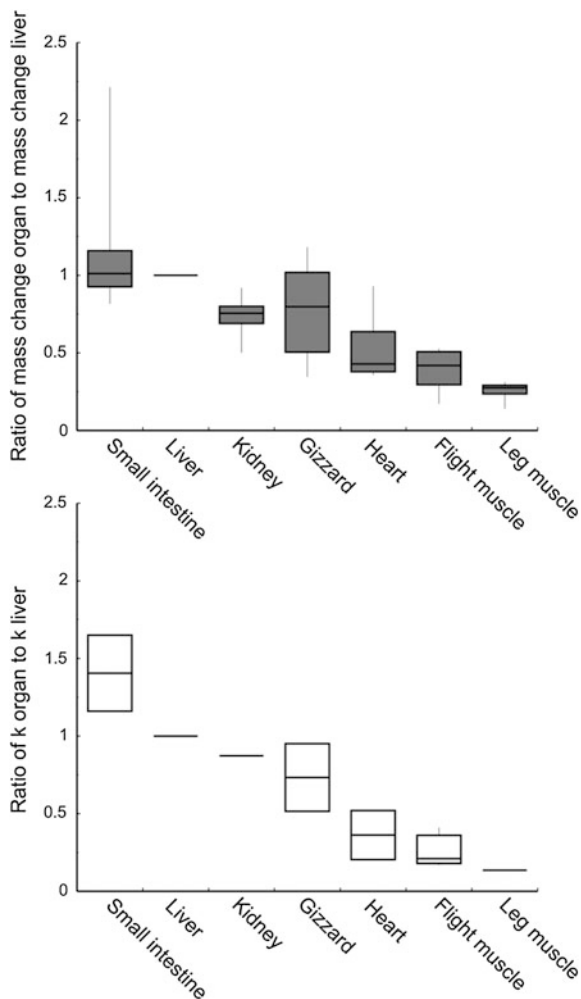 Ratio of mass change organ to mass change liver
2.5
2
1.5
1
0.5
0
Small intestine
Liver
Kidney
Gizzard
Heart
Flight muscle
Leg muscle
Ratio of k organ to k liver
2.5
2
1.5
1
0.5
0
Small intestine
Liver
Kidney
Gizzard
Heart
Flight muscle
Leg muscle